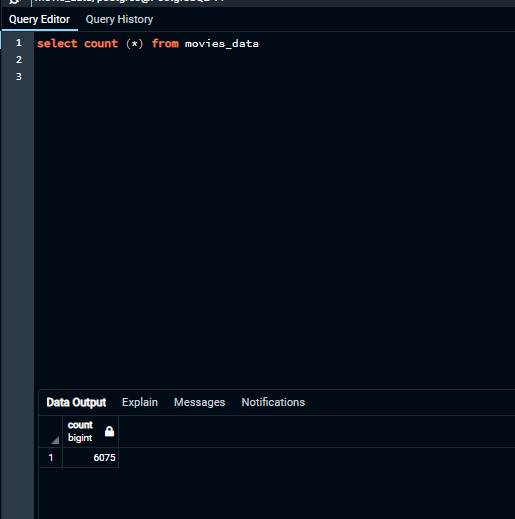 Query Editor Query History
1 select count (*) from movies_data
2
3
Data Output Explain Messages Notifications
count
bigint
1 6075